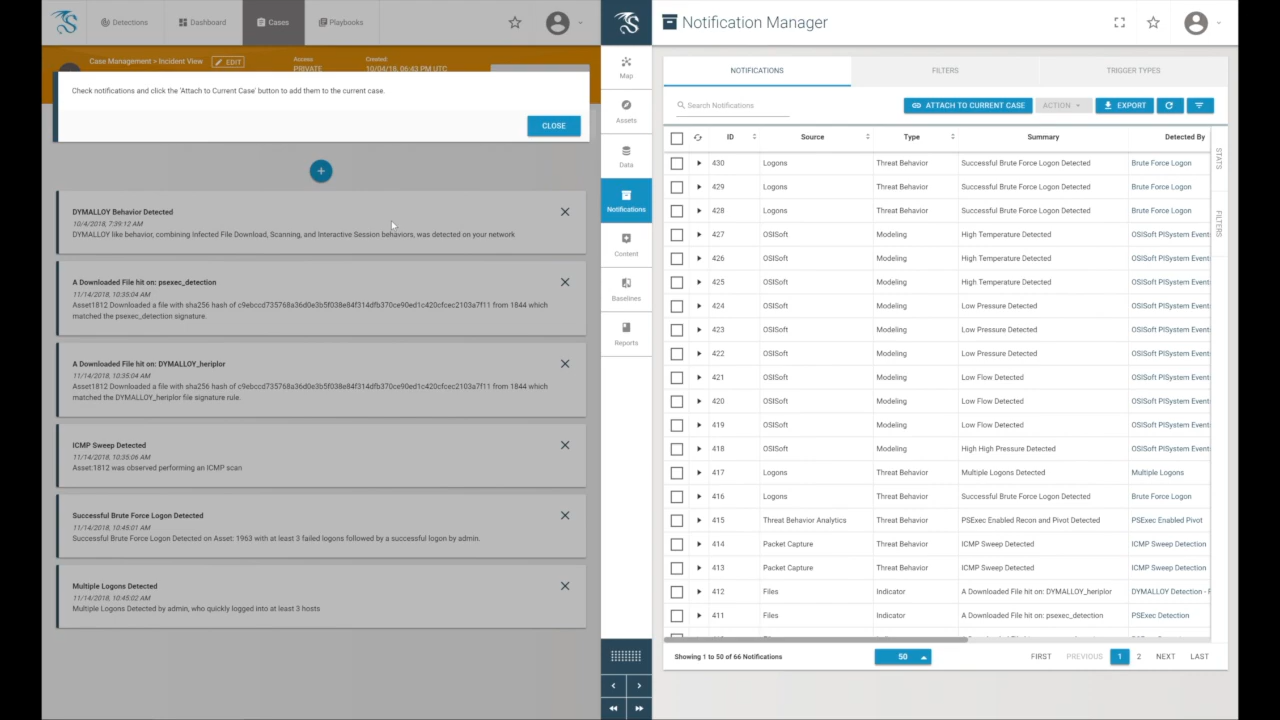 Detections
Dashboard
Cases
Playbooks
Case Management > Incident View
EDIT
Access
PRIVATE
Created:
10/04/18, 06:43 PM UTC
Check notifications and click the 'Attach to Current Case' button to add them to the current case.
CLOSE
DYMALLOY Behavior Detected
10/4/2018, 7:39:12 AM
DYMALLOY like behavior, combining Infected File Download, Scanning, and Interactive Session behaviors, was detected on your network
A Downloaded File hit on: psexec_detection
11/14/2018, 10:35:04 AM
Asset1812 Downloaded a file with sha256 hash of c9ebccd735768a36d0e3b5f038e84f314dfb370ce90ed1c420cfcec2103a7f11 from 1844 which
matched the psexec_detection signature.
A Downloaded File hit on: DYMALLOY_heriplor
11/14/2018, 10:35:04 AM
Asset1812 Downloaded a file with sha256 hash of c9ebccd735768a36d0e3b5f038e84f314dfb370ce90ed1c420cfcec2103a7f11 from 1844 which
matched the DYMALLOY_heriplor file signature rule.
ICMP Sweep Detected
11/14/2018, 10:35:06 AM
Asset:1812 was observed performing an ICMP scan
Successful Brute Force Logon Detected
11/14/2018, 10:45:01 AM
Successful Brute Force Logon Detected on Asset: 1963 with at least 3 failed logons followed by a successful logon by admin.
Multiple Logons Detected
11/14/2018, 10:45:02 AM
Multiple Logons Detected by admin, who quickly logged into at least 3 hosts
Map
Assets
Data
Notifications
Content
Baselines
Reports
Notification Manager
NOTIFICATIONS
FILTERS
TRIGGER TYPES
Search Notifications
ATTACH TO CURRENT CASE
ACTION
EXPORT
ID Source Type Summary Detected By
430 Logons Threat Behavior Successful Brute Force Logon Detected Brute Force Logon
429 Logons Threat Behavior Successful Brute Force Logon Detected Brute Force Logon
428 Logons Threat Behavior Successful Brute Force Logon Detected Brute Force Logon
427 OSISoft Modeling High Temperature Detected OSISoft PISystem Event
426 OSISoft Modeling High Temperature Detected OSISoft PISystem Event
425 OSISoft Modeling High Temperature Detected OSISoft PISystem Event
424 OSISoft Modeling Low Pressure Detected OSISoft PISystem Event
423 OSISoft Modeling Low Pressure Detected OSISoft PISystem Event
422 OSISoft Modeling Low Pressure Detected OSISoft PISystem Event
421 OSISoft Modeling Low Flow Detected OSISoft PISystem Event
420 OSISoft Modeling Low Flow Detected OSISoft PISystem Event
419 OSISoft Modeling Low Flow Detected OSISoft PISystem Event
418 OSISoft Modeling High High Pressure Detected OSISoft PISystem Event
417 Logons Threat Behavior Multiple Logons Detected Multiple Logons
416 Logons Threat Behavior Successful Brute Force Logon Detected Brute Force Logon
415 Threat Behavior Analytics Threat Behavior PSExec Enabled Recon and Pivot Detected PSExec Enabled Pivot
414 Packet Capture Threat Behavior ICMP Sweep Detected ICMP Sweep Detection
413 Packet Capture Threat Behavior ICMP Sweep Detected ICMP Sweep Detection
412 Files Indicator A Downloaded File hit on: DYMALLOY_heriplor DYMALLOY Detection -
411 Files Indicator A Downloaded File hit on: psexec_detection PSExec Detection
STATS
FILTERS
Showing 1 to 50 of 66 Notifications
50
FIRST PREVIOUS 1 2 NEXT LAST